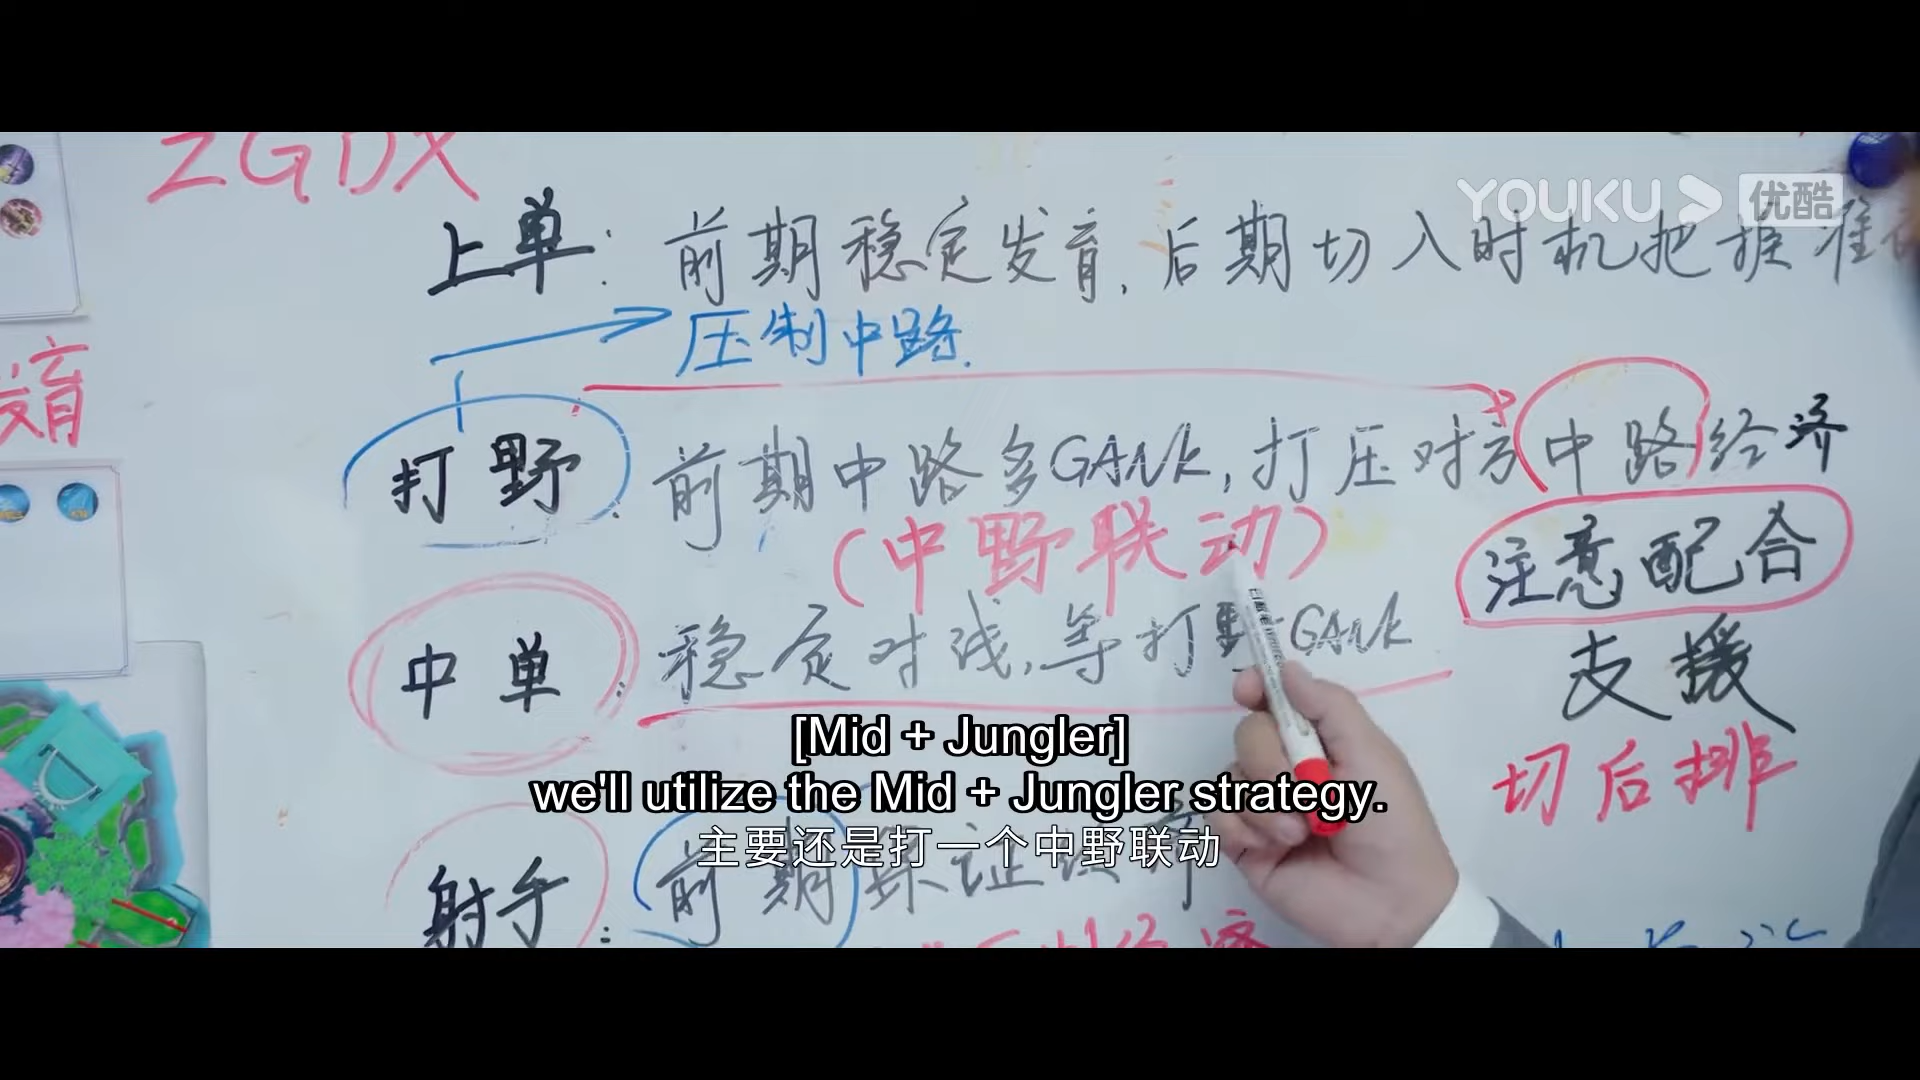 ZGDX
YOUKU 优酷
上单：前期稳定发育，后期切入时机把握准
压制中路.
发育
打野：前期中路多GANK，打压对方中路经济
（中野联动）
注意配合
中单：稳定对线，等打野GANK
支援
[Mid + Jungler]
we'll utilize the Mid + Jungler strategy.
切后排
主要还是打一个中野联动
射手：前期保证